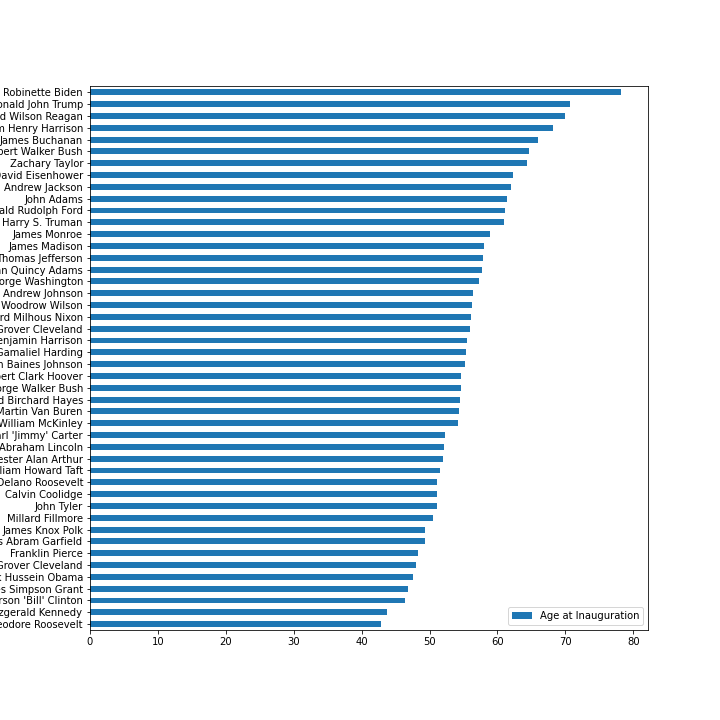 Robinette Biden
onald John Trump
d Wilson Reagan
m Henry Harrison
James Buchanan
bert Walker Bush
Zachary Taylor
David Eisenhower
Andrew Jackson
John Adams
ald Rudolph Ford
Harry S. Truman
James Monroe
James Madison
Thomas Jefferson
n Quincy Adams
orge Washington
Andrew Johnson
Woodrow Wilson
rd Milhous Nixon
Grover Cleveland
enjamin Harrison
Gamaliel Harding
n Baines Johnson
bert Clark Hoover
orge Walker Bush
d Birchard Hayes
Martin Van Buren
William McKinley
arl 'Jimmy' Carter
Abraham Lincoln
ester Alan Arthur
lliam Howard Taft
Delano Roosevelt
Calvin Coolidge
John Tyler
Millard Fillmore
James Knox Polk
s Abram Garfield
Franklin Pierce
Grover Cleveland
k Hussein Obama
es Simpson Grant
rson 'Bill' Clinton
zgerald Kennedy
eodore Roosevelt
Age at Inauguration
0 10 20 30 40 50 60 70 80